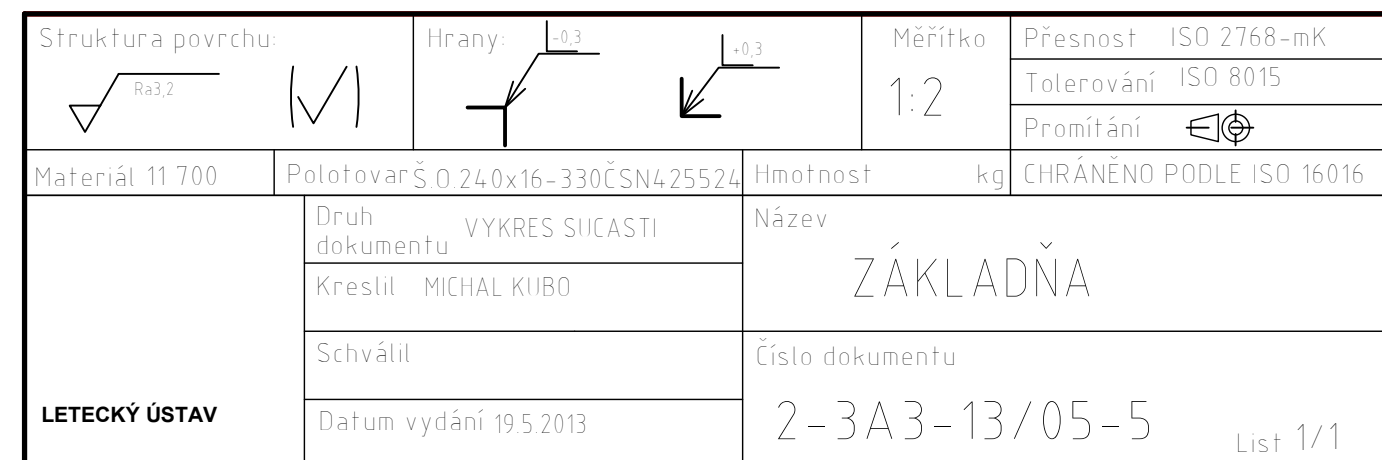 Struktura povrchu:
Ra3,2
Hrany:
-0,3
+0,3
Měřítko
1:2
Přesnost ISO 2768-mK
Tolerování ISO 8015
Promítání
Materiál 11 700
Polotovar Š.O.240x16-330ČSN425524
Hmotnost kg
CHRÁNĚNO PODLE ISO 16016
Druh
dokumentu VYKRES SUCASTI
Název
ZÁKLADŇA
Kreslil MICHAL KUBO
Schválil
Číslo dokumentu
LETECKÝ ÚSTAV
Datum vydání 19.5.2013
2-3A3-13/05-5
List 1/1